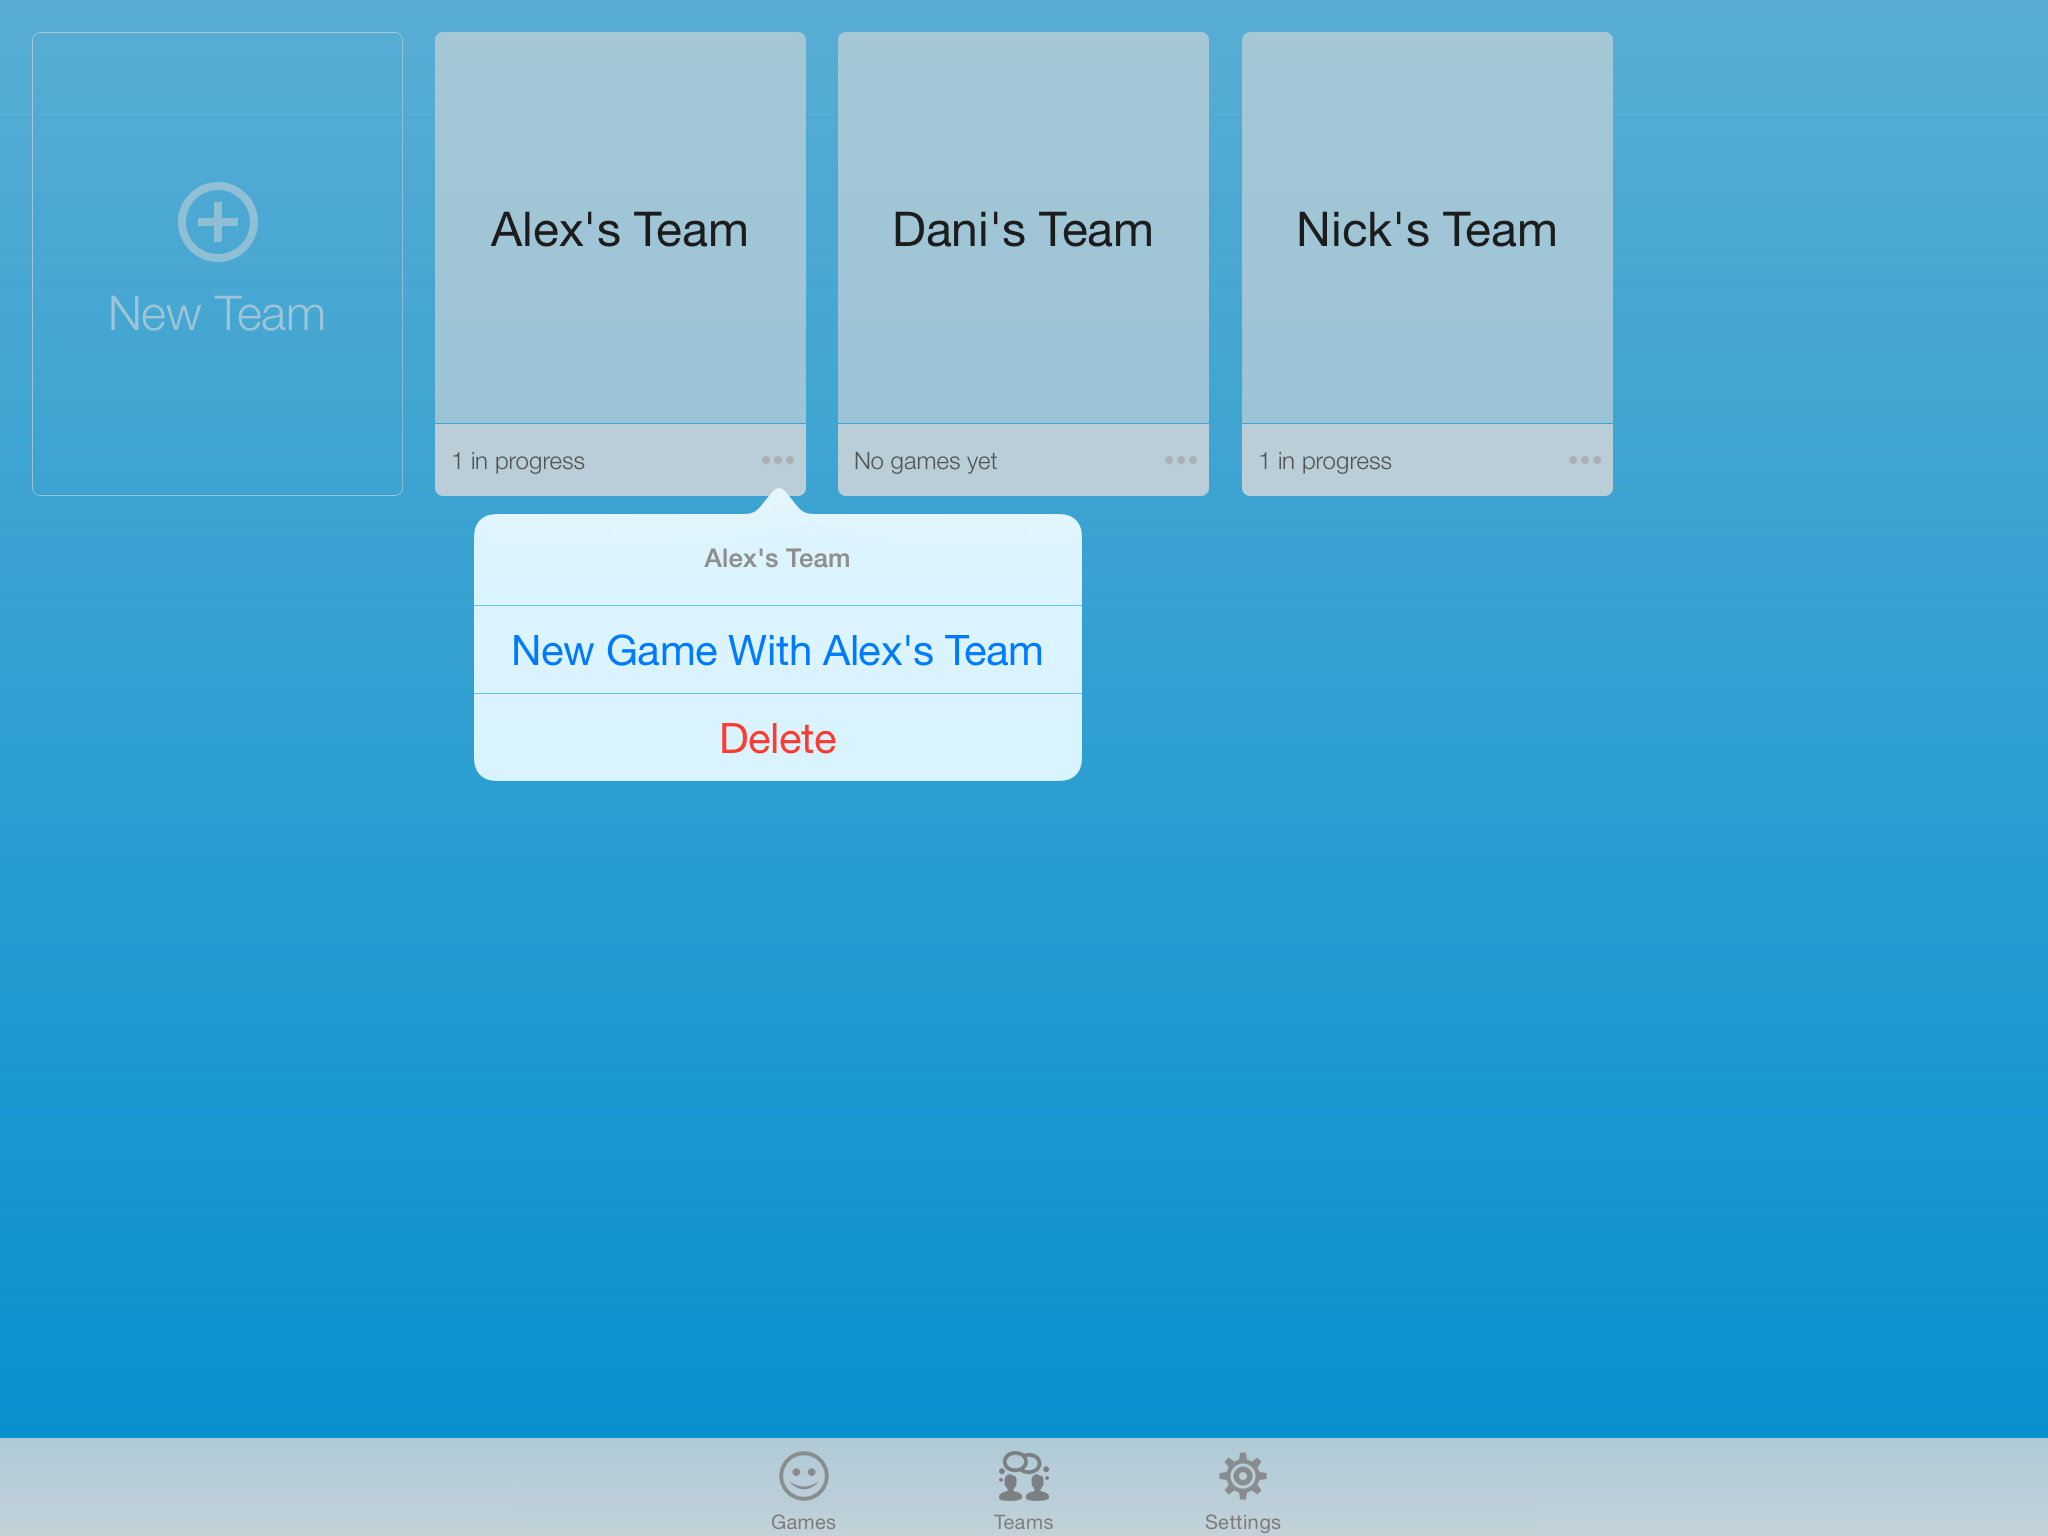 New Team
Alex's Team
1 in progress
Dani's Team
No games yet
Nick's Team
1 in progress
Alex's Team
New Game With Alex's Team
Delete
Games
Teams
Settings